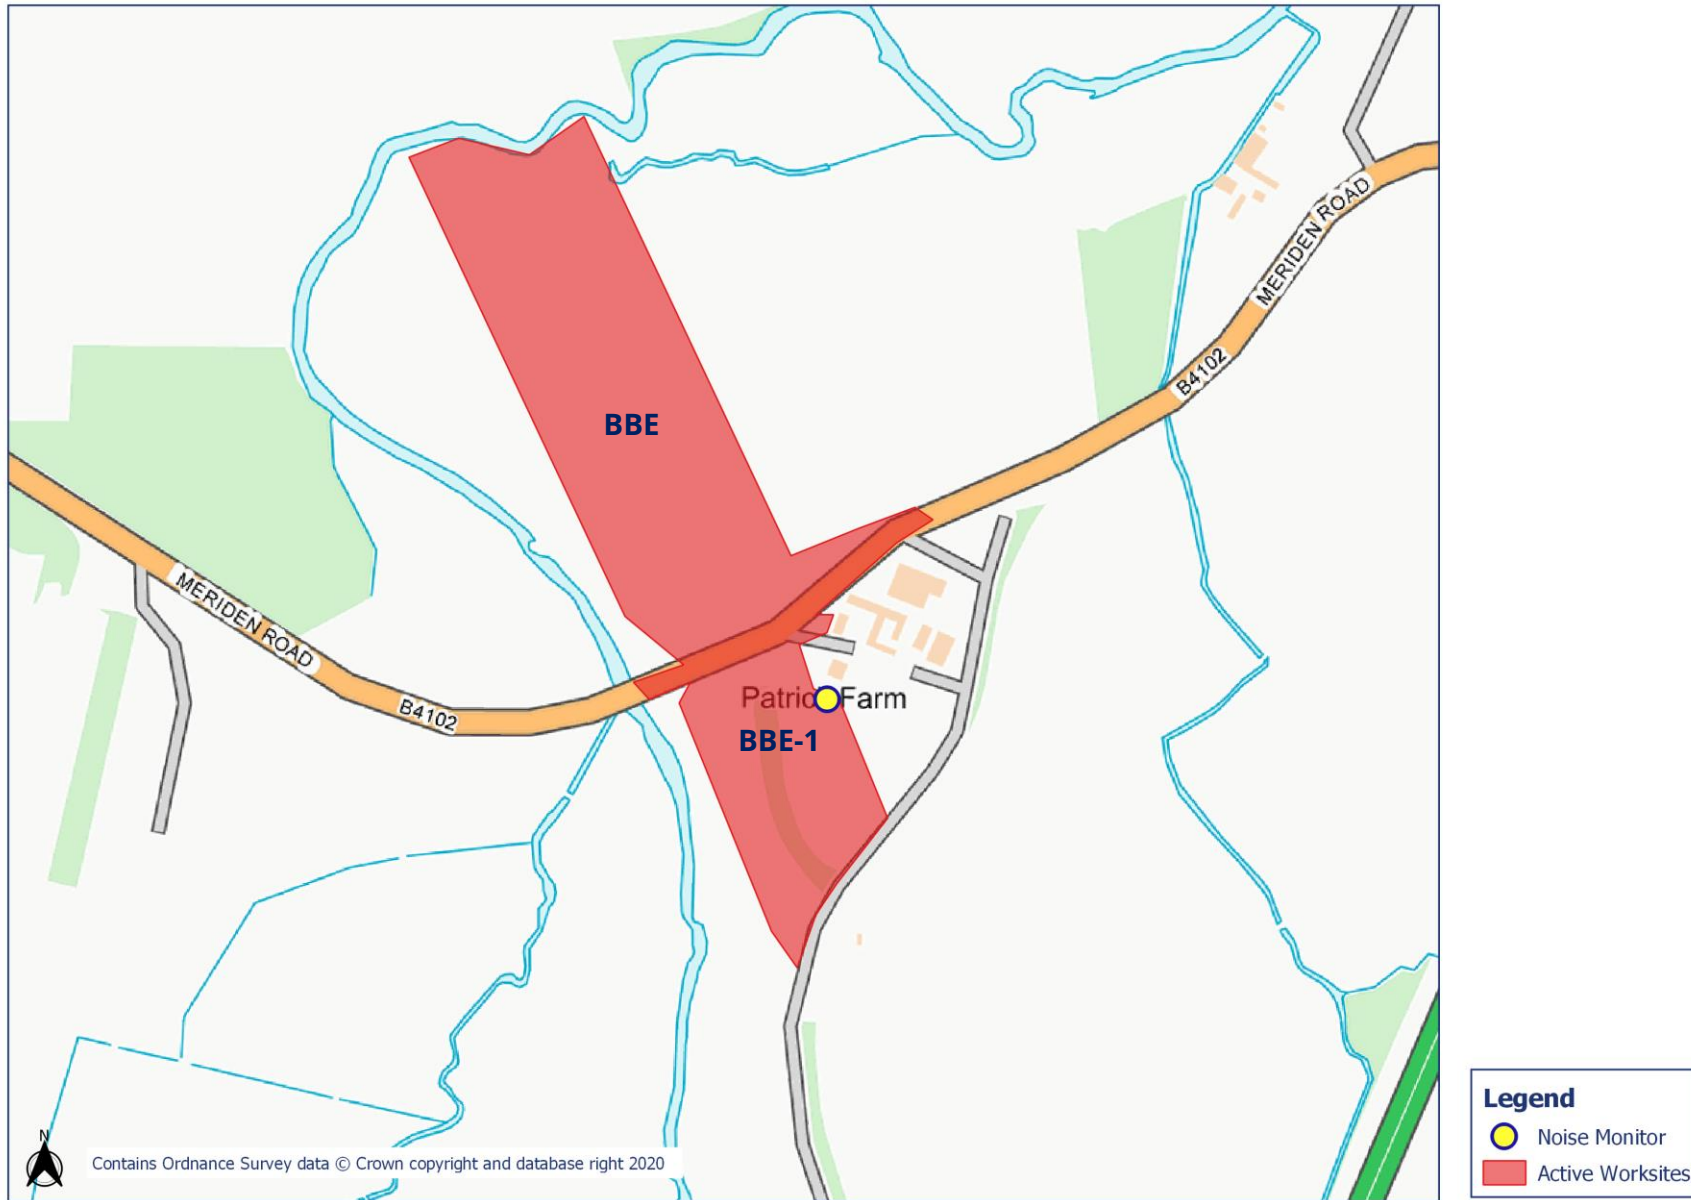 MERIDEN ROAD
B4102
BBE
MERIDEN ROAD
B4102
Patric Farm
BBE-1
N
Contains Ordnance Survey data © Crown copyright and database right 2020
Legend
Noise Monitor
Active Worksites